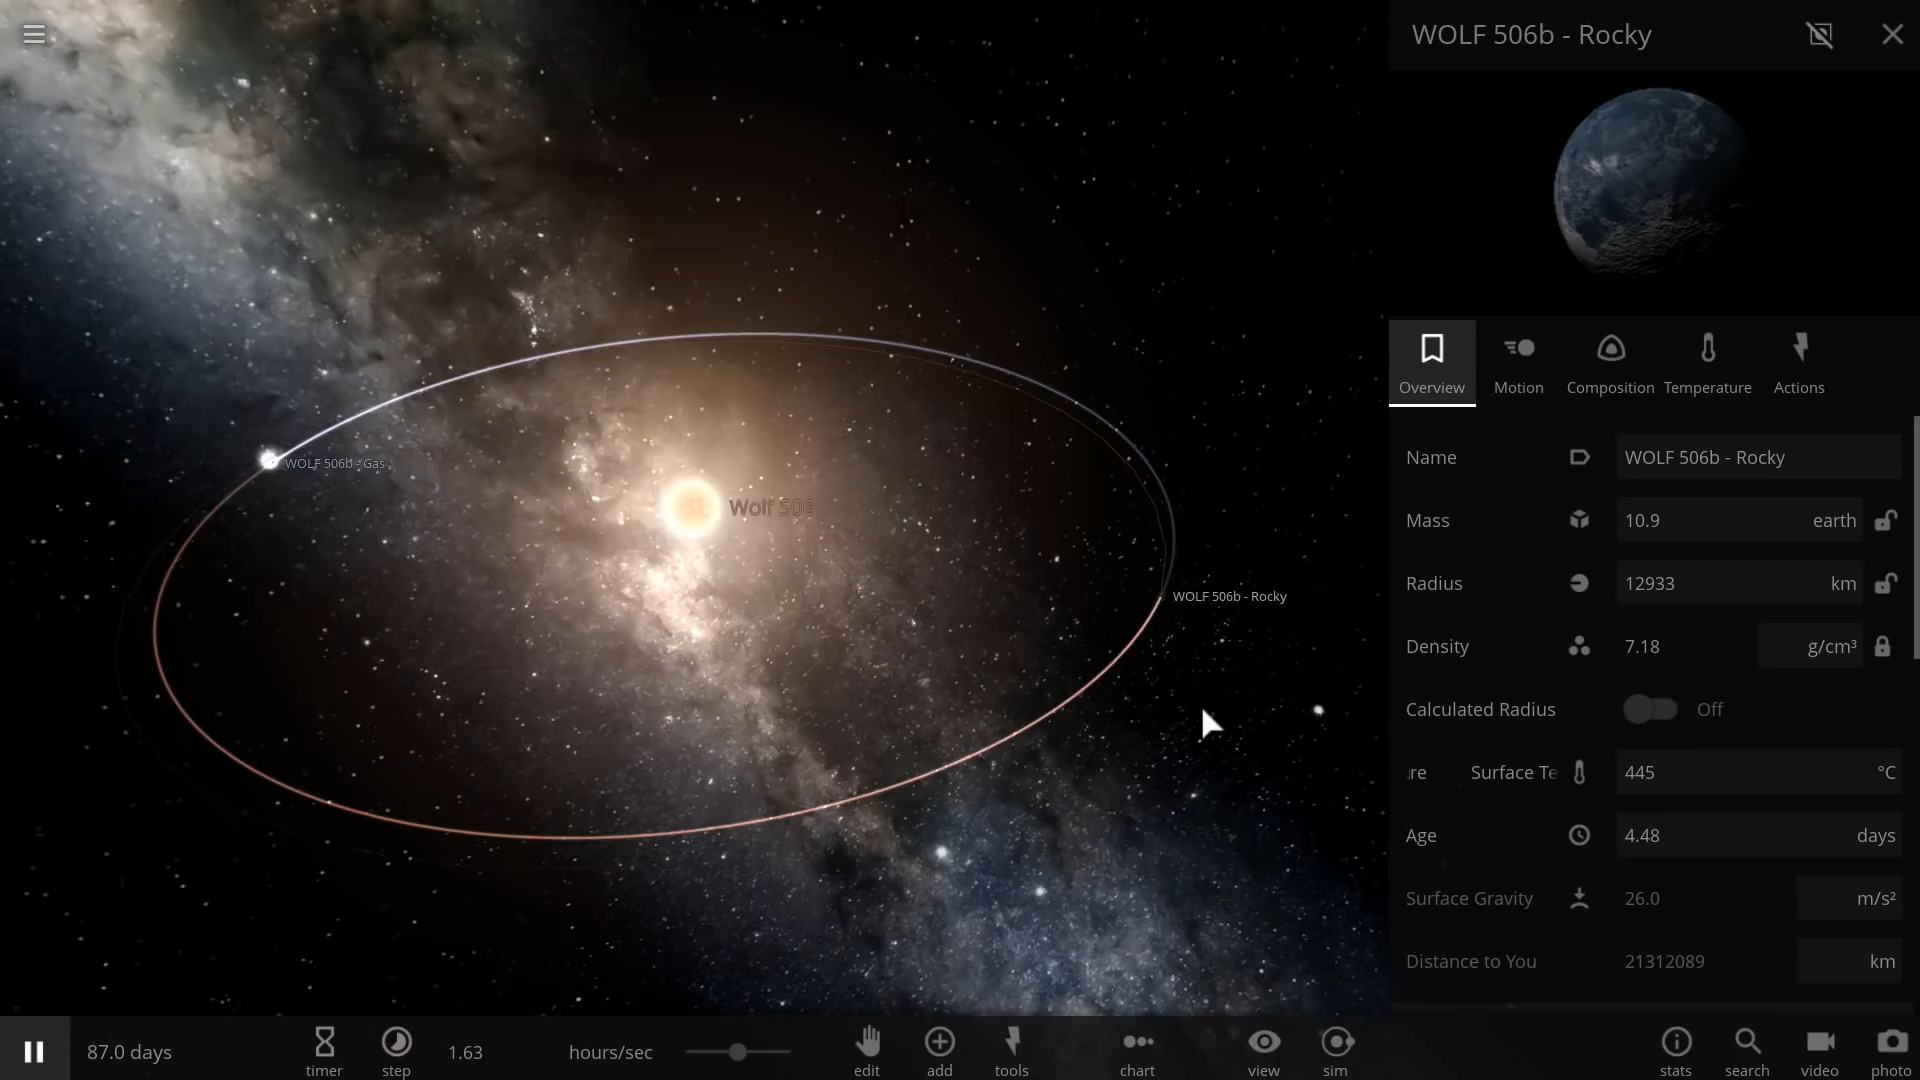 WOLF 506b - Rocky
WOLF 506b - Gas
Wolf 506
WOLF 506b - Rocky
Overview
Motion
Composition
Temperature
Actions
Name WOLF 506b - Rocky
Mass 10.9 earth
Radius 12933 km
Density 7.18 g/cm³
Calculated Radius Off
re Surface Te 445 °C
Age 4.48 days
Surface Gravity 26.0 m/s²
Distance to You 21312089 km
87.0 days
timer
step
1.63 hours/sec
edit
add
tools
chart
view
sim
stats
search
video
photo